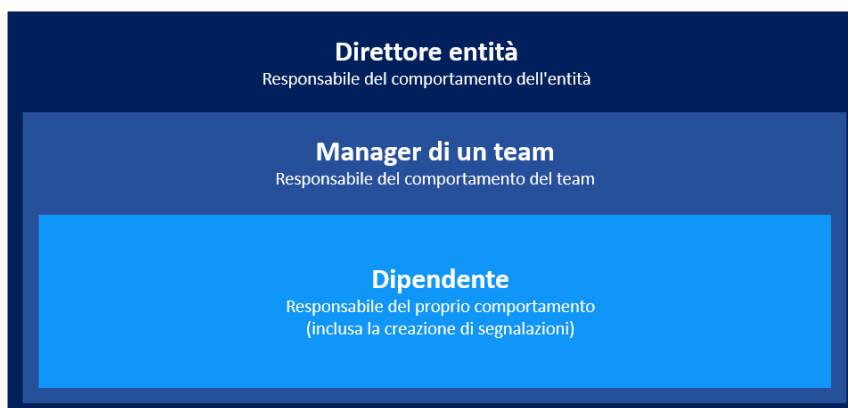 Direttore entità
Responsabile del comportamento dell'entità
Manager di un team
Responsabile del comportamento del team
Dipendente
Responsabile del proprio comportamento
(inclusa la creazione di segnalazioni)